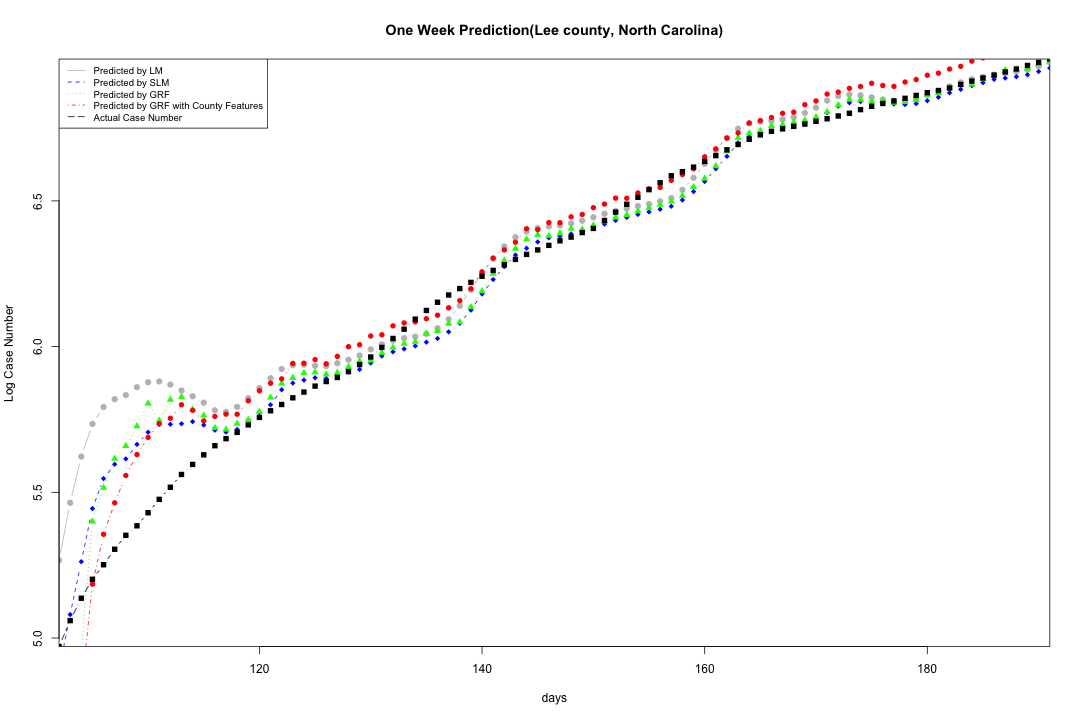 One Week Prediction(Lee county, North Carolina)
Predicted by LM
Predicted by SLM
Predicted by GRF
Predicted by GRF with County Features
Actual Case Number
Log Case Number
6.5
6.0
5.5
5.0
120 140 160 180
days